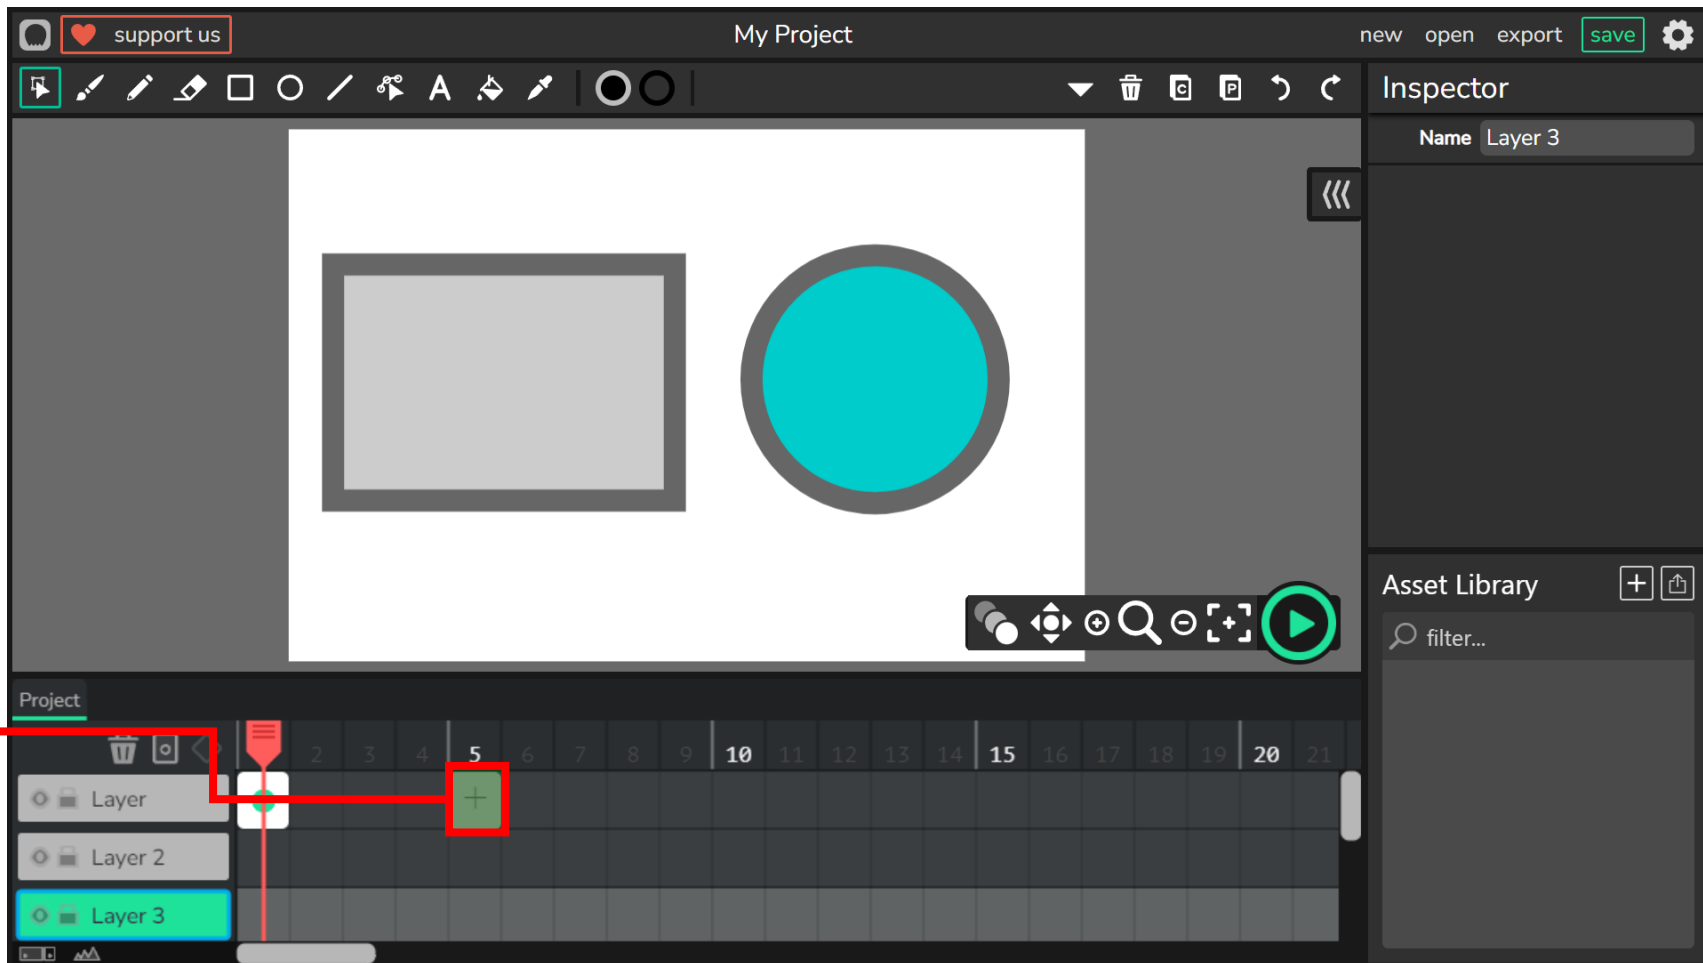 support us
My Project
new open export save
A
C P
Inspector
Name Layer 3
Asset Library
filter...
Project
2 3 4 5 6 7 8 9 10 11 12 13 14 15 16 17 18 19 20 21
Layer
Layer 2
Layer 3